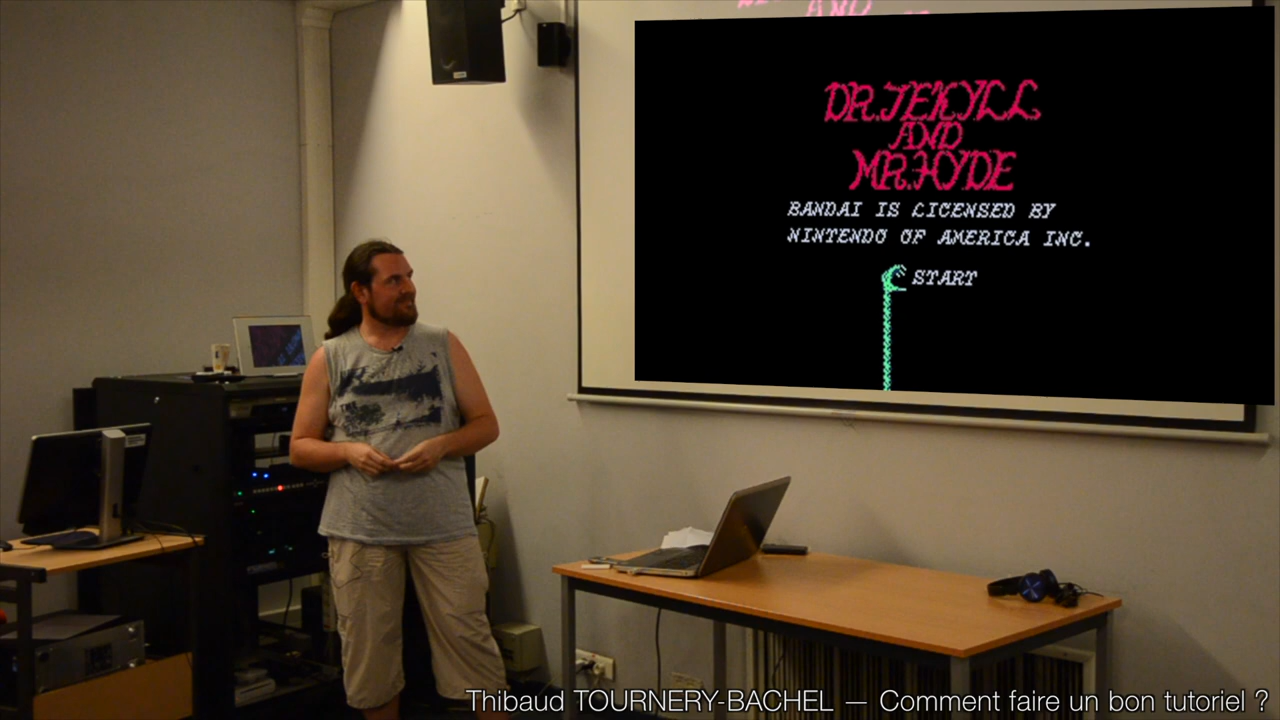 DR.JEKYLL
AND
MR.HYDE
BANDAI IS LICENSED BY
NINTENDO OF AMERICA INC.
START
Thibaud TOURNERY-BACHEL — Comment faire un bon tutoriel ?